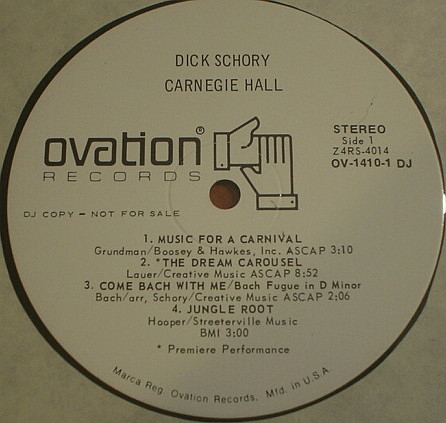 DICK SCHORY
CARNEGIE HALL
ovation®
RECORDS
STEREO
Side 1
Z4RS-4014
OV-1410-1 DJ
DJ COPY – NOT FOR SALE
1. MUSIC FOR A CARNIVAL
Grundman/Boosey & Hawkes, Inc. ASCAP 3:10
2. *THE DREAM CAROUSEL
Lauer/Creative Music ASCAP 8:52
3. COME BACH WITH ME/Bach Fugue in D Minor
Bach/arr, Schory/Creative Music ASCAP 2:06
4. JUNGLE ROOT
Hooper/Streeterville Music
BMI 3:00
* Premiere Performance
Marca Reg. Ovation Records, Mfd. in U.S.A.